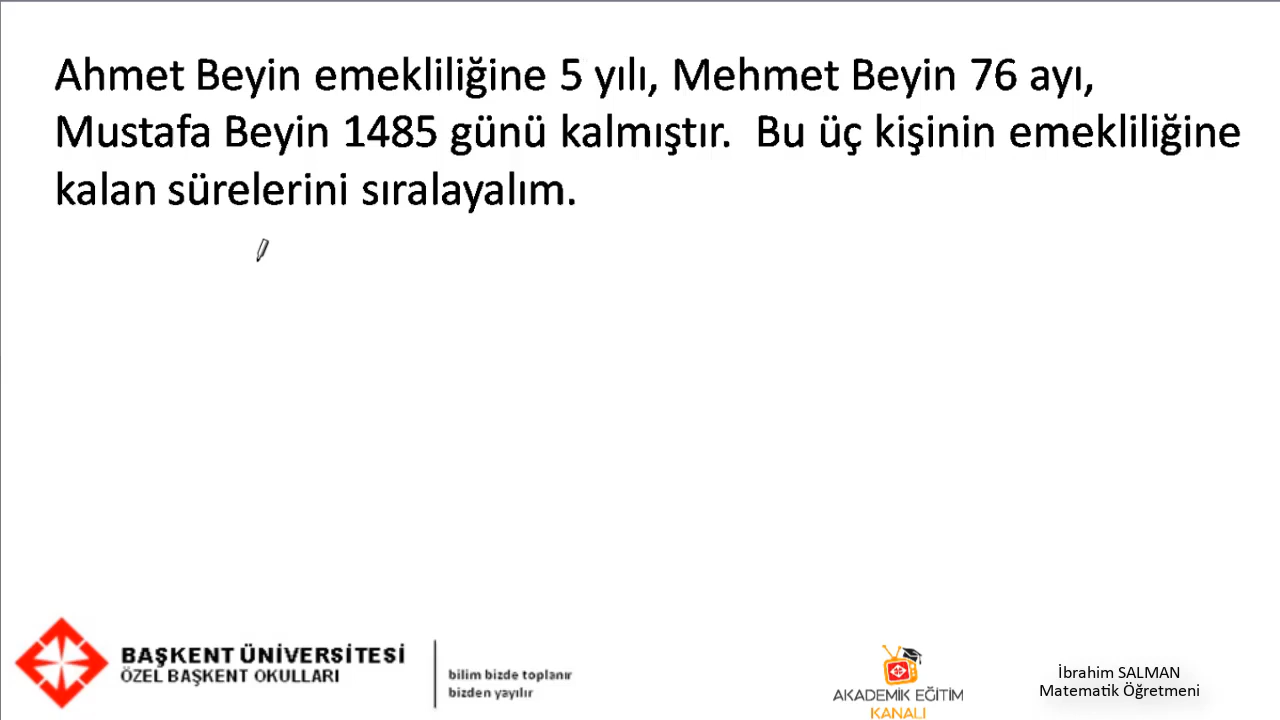 Ahmet Beyin emekliliğine 5 yılı, Mehmet Beyin 76 ayı,
Mustafa Beyin 1485 günü kalmıştır. Bu üç kişinin emekliliğine
kalan sürelerini sıralayalım.
BAŞKENT ÜNİVERSİTESİ
ÖZEL BAŞKENT OKULLARI
bilim bizde toplanır
bizden yayılır
AKADEMİK EĞİTİM
KANALI
İbrahim SALMAN
Matematik Öğretmeni